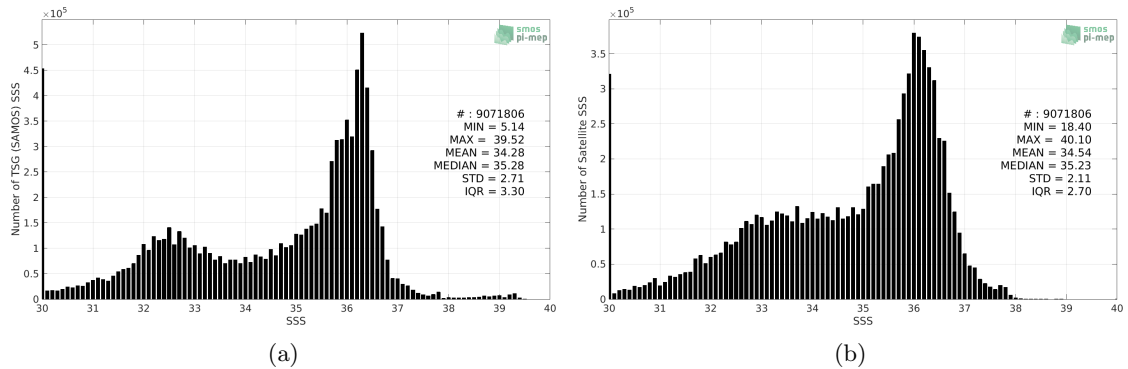 ×10⁵
smos
pi-mep
5
4.5
4
3.5
3
2.5
2
1.5
1
0.5
0
Number of TSG (SAMOS) SSS
# : 9071806
MIN = 5.14
MAX = 39.52
MEAN = 34.28
MEDIAN = 35.28
STD = 2.71
IQR = 3.30
30 31 32 33 34 35 36 37 38 39 40
SSS
(a)
×10⁵
smos
pi-mep
3.5
3
2.5
2
1.5
1
0.5
0
Number of Satellite SSS
# : 9071806
MIN = 18.40
MAX = 40.10
MEAN = 34.54
MEDIAN = 35.23
STD = 2.11
IQR = 2.70
30 31 32 33 34 35 36 37 38 39 40
SSS
(b)